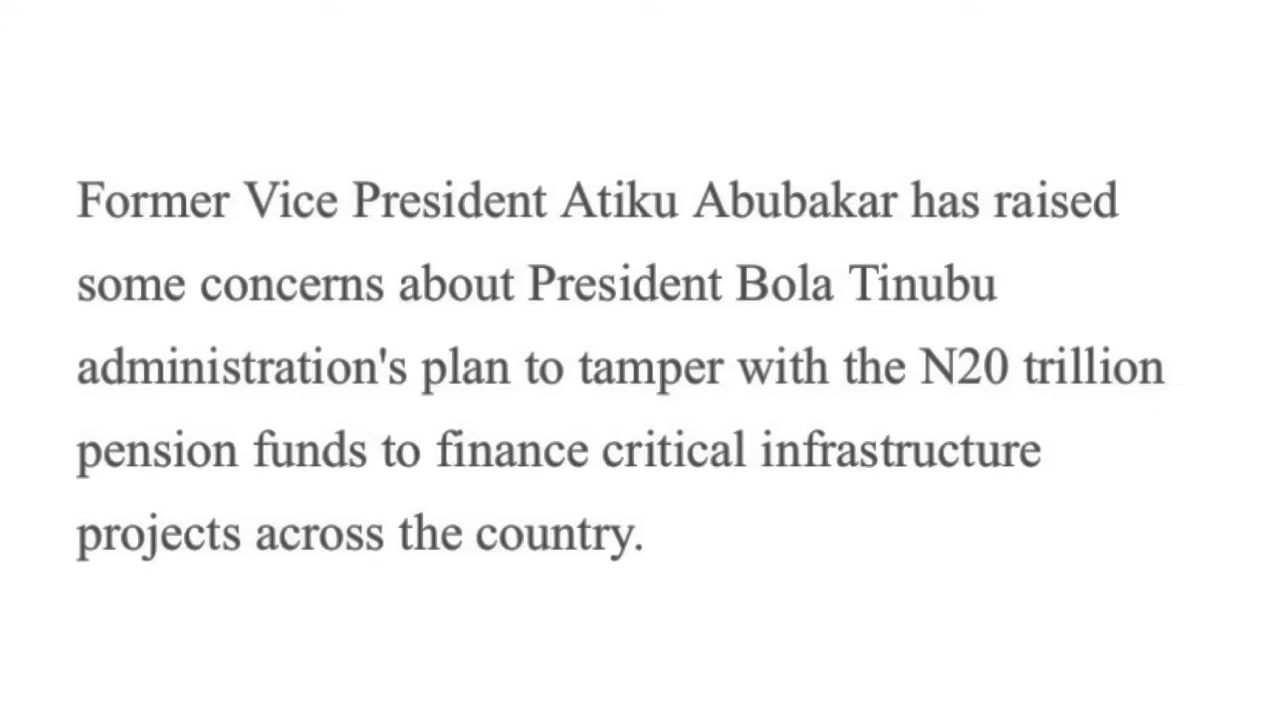 Former Vice President Atiku Abubakar has raised
some concerns about President Bola Tinubu
administration's plan to tamper with the N20 trillion
pension funds to finance critical infrastructure
projects across the country.